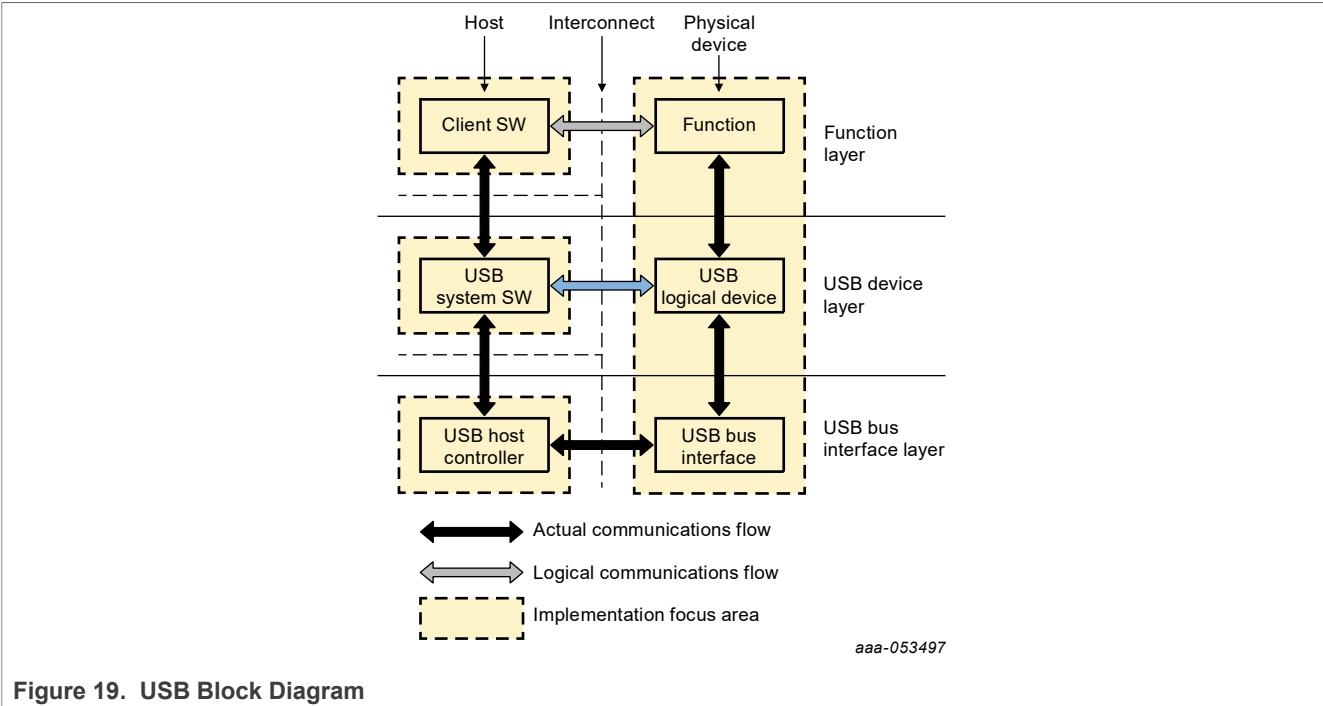 Host
Interconnect
Physical
device
Client SW
Function
Function
layer
USB
system SW
USB
logical device
USB device
layer
USB host
controller
USB bus
interface
USB bus
interface layer
Actual communications flow
Logical communications flow
Implementation focus area
aaa-053497
Figure 19. USB Block Diagram